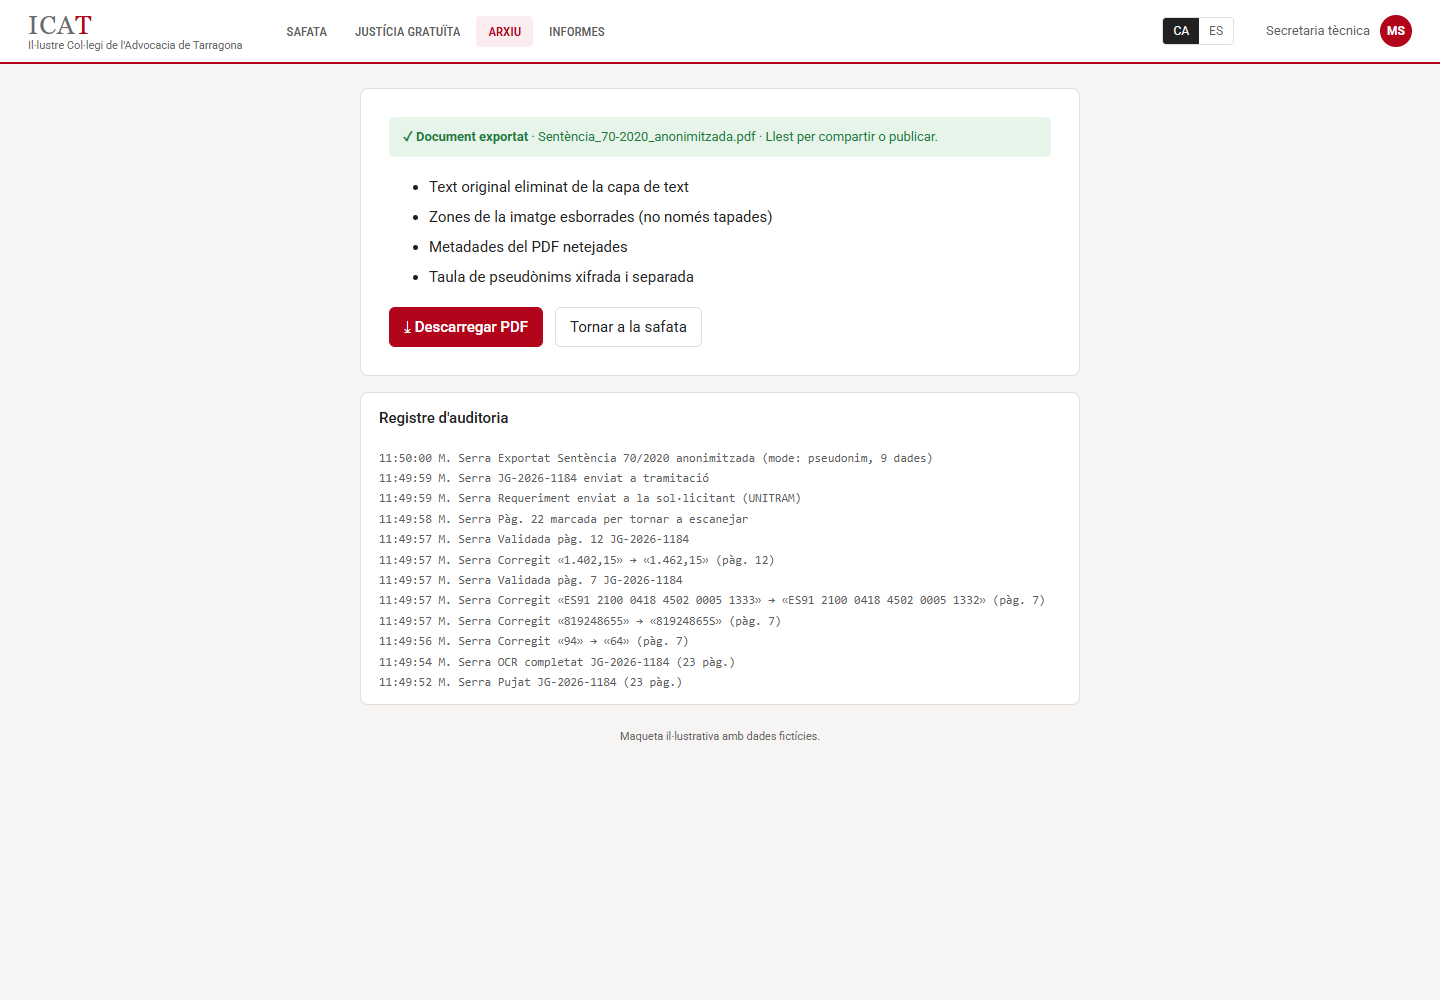 ICAT
Il·lustre Col·legi de l'Advocacia de Tarragona
SAFATA
JUSTÍCIA GRATUÏTA
ARXIU
INFORMES
CA
ES
Secretaria tècnica
MS
✓ Document exportat · Sentència_70-2020_anonimitzada.pdf · Llest per compartir o publicar.
• Text original eliminat de la capa de text
• Zones de la imatge esborrades (no només tapades)
• Metadades del PDF netejades
• Taula de pseudònims xifrada i separada
⤓ Descarregar PDF
Tornar a la safata
Registre d'auditoria
11:50:00 M. Serra Exportat Sentència 70/2020 anonimitzada (mode: pseudonim, 9 dades)
11:49:59 M. Serra JG-2026-1184 enviat a tramitació
11:49:59 M. Serra Requeriment enviat a la sol·licitant (UNITRAM)
11:49:58 M. Serra Pàg. 22 marcada per tornar a escanejar
11:49:57 M. Serra Validada pàg. 12 JG-2026-1184
11:49:57 M. Serra Corregit «1.402,15» → «1.462,15» (pàg. 12)
11:49:57 M. Serra Validada pàg. 7 JG-2026-1184
11:49:57 M. Serra Corregit «ES91 2100 0418 4502 0005 1333» → «ES91 2100 0418 4502 0005 1332» (pàg. 7)
11:49:57 M. Serra Corregit «819248655» → «81924865S» (pàg. 7)
11:49:56 M. Serra Corregit «94» → «64» (pàg. 7)
11:49:54 M. Serra OCR completat JG-2026-1184 (23 pàg.)
11:49:52 M. Serra Pujat JG-2026-1184 (23 pàg.)
Maqueta il·lustrativa amb dades fictícies.